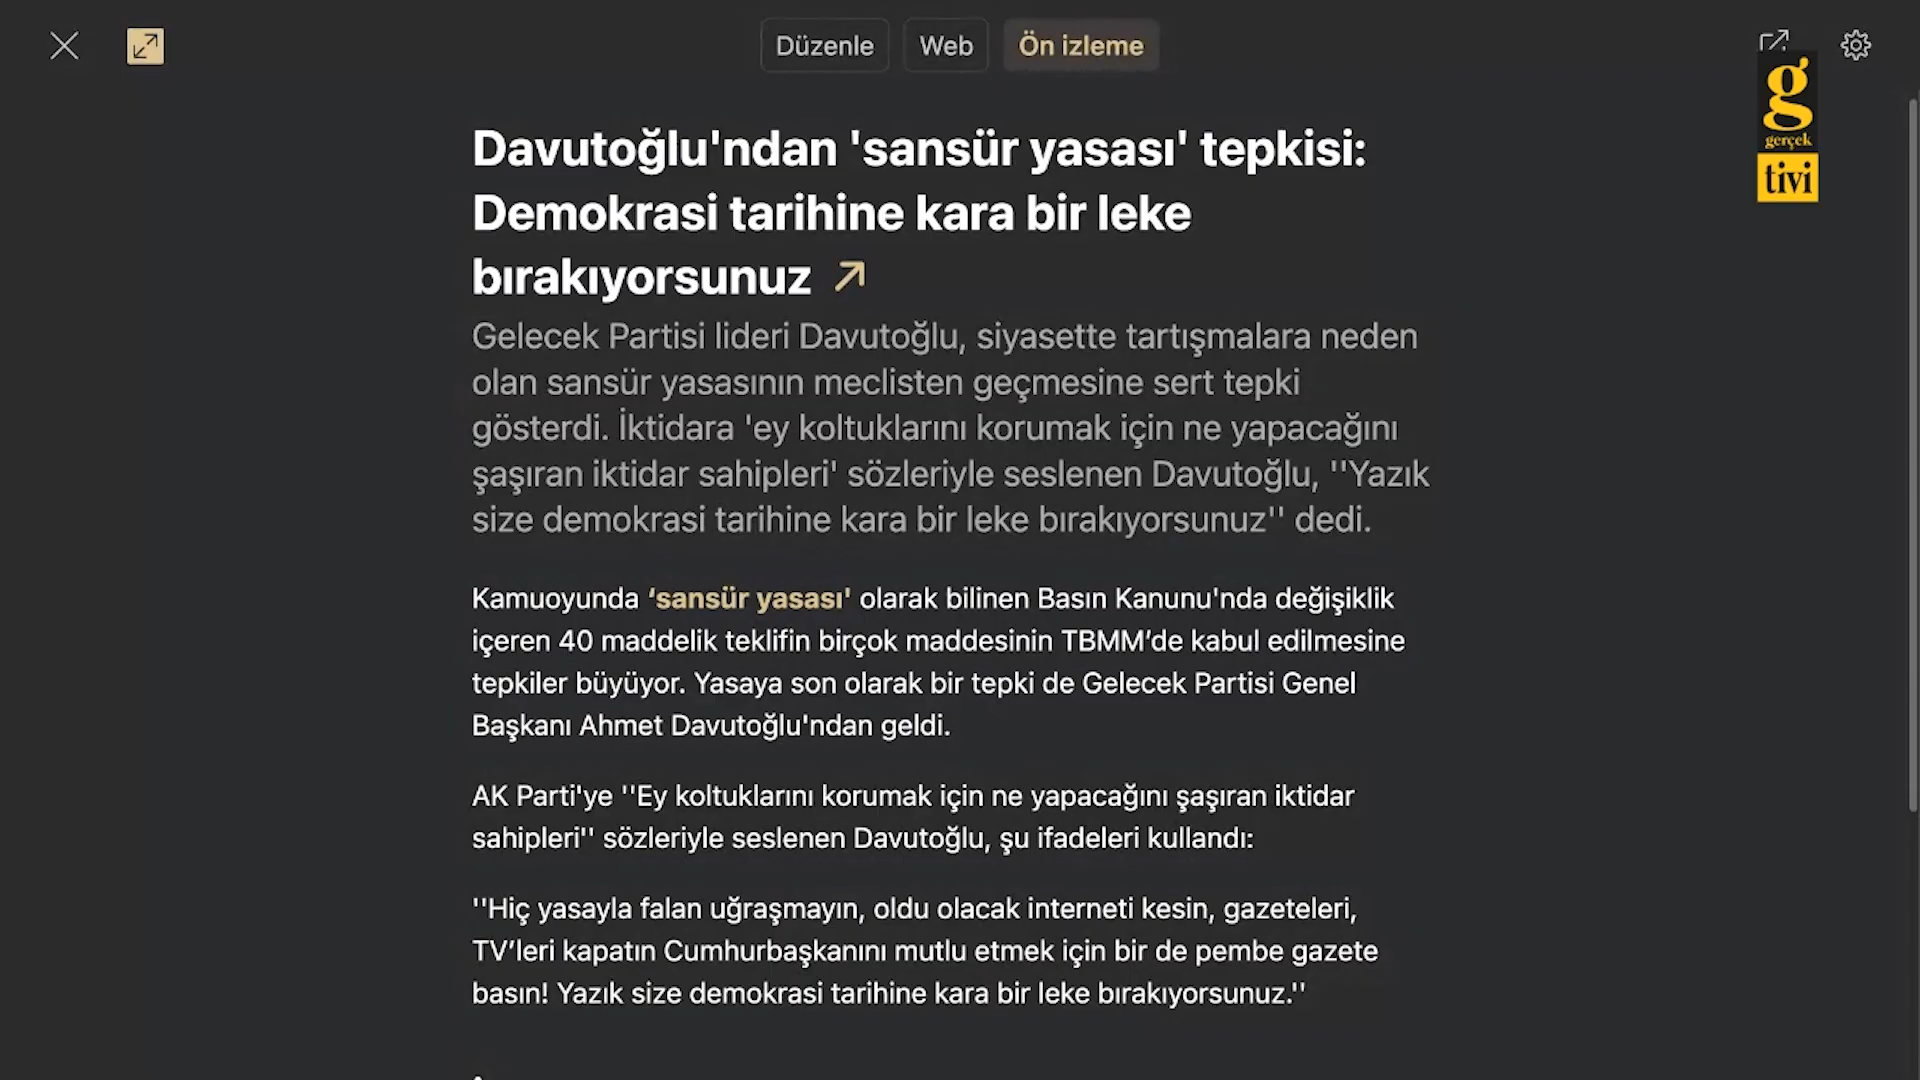 Düzenle Web Ön izleme
g
gerçek
tivi
Davutoğlu'ndan 'sansür yasası' tepkisi:
Demokrasi tarihine kara bir leke
bırakıyorsunuz
Gelecek Partisi lideri Davutoğlu, siyasette tartışmalara neden
olan sansür yasasının meclisten geçmesine sert tepki
gösterdi. İktidara 'ey koltuklarını korumak için ne yapacağını
şaşıran iktidar sahipleri' sözleriyle seslenen Davutoğlu, ''Yazık
size demokrasi tarihine kara bir leke bırakıyorsunuz'' dedi.
Kamuoyunda ‘sansür yasası' olarak bilinen Basın Kanunu'nda değişiklik
içeren 40 maddelik teklifin birçok maddesinin TBMM’de kabul edilmesine
tepkiler büyüyor. Yasaya son olarak bir tepki de Gelecek Partisi Genel
Başkanı Ahmet Davutoğlu'ndan geldi.
AK Parti'ye ''Ey koltuklarını korumak için ne yapacağını şaşıran iktidar
sahipleri'' sözleriyle seslenen Davutoğlu, şu ifadeleri kullandı:
''Hiç yasayla falan uğraşmayın, oldu olacak interneti kesin, gazeteleri,
TV’leri kapatın Cumhurbaşkanını mutlu etmek için bir de pembe gazete
basın! Yazık size demokrasi tarihine kara bir leke bırakıyorsunuz.''